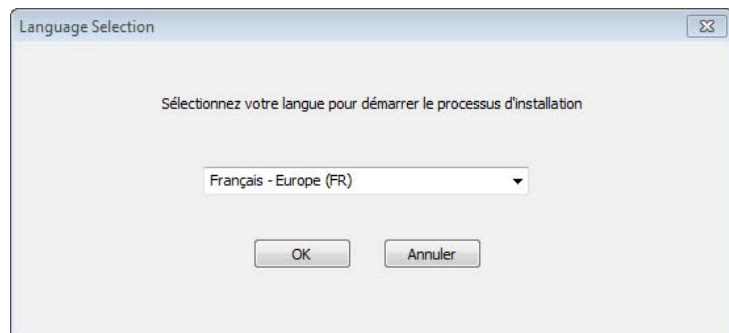 Language Selection
Sélectionnez votre langue pour démarrer le processus d'installation
Français - Europe (FR)
OK
Annuler